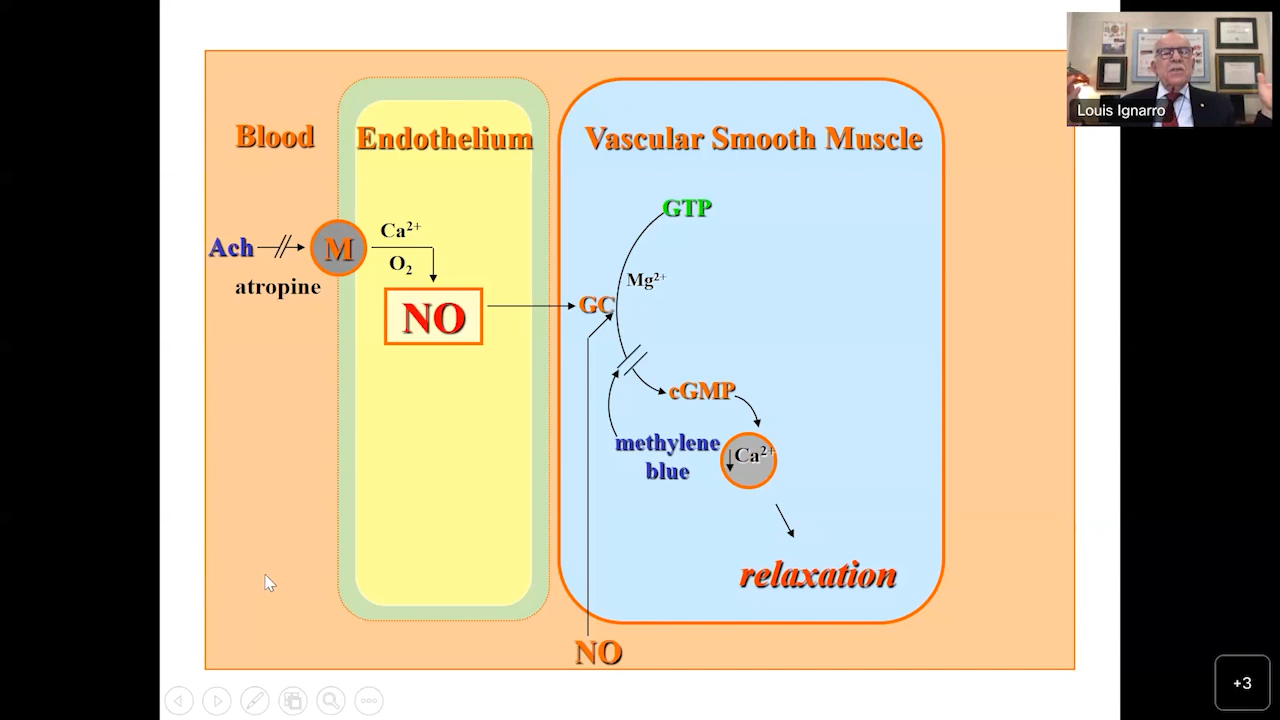 Louis Ignarro
Blood
Endothelium
Vascular Smooth Muscle
GTP
Ach
M
Ca²⁺
O₂
atropine
Mg²⁺
NO
GC
cGMP
methylene
blue
↓Ca²⁺
relaxation
NO
+3